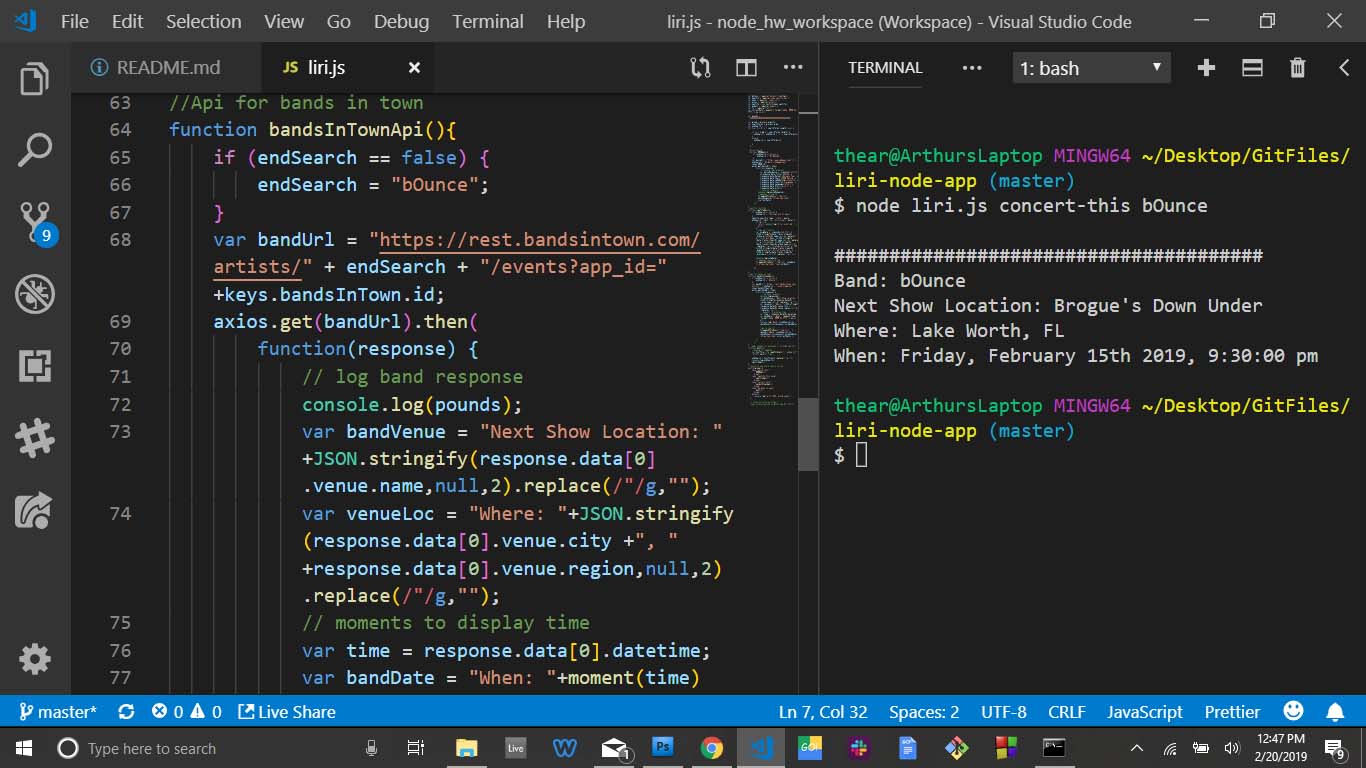 File Edit Selection View Go Debug Terminal Help liri.js - node_hw_workspace (Workspace) - Visual Studio Code
README.md JS liri.js
63 //Api for bands in town
64 function bandsInTownApi(){
65 if (endSearch == false) {
66 endSearch = "bOunce";
67 }
68 var bandUrl = "https://rest.bandsintown.com/
artists/" + endSearch + "/events?app_id="
+keys.bandsInTown.id;
69 axios.get(bandUrl).then(
70 function(response) {
71 // log band response
72 console.log(pounds);
73 var bandVenue = "Next Show Location: "
+JSON.stringify(response.data[0]
.venue.name,null,2).replace(/"/g,"");
74 var venueLoc = "Where: "+JSON.stringify
(response.data[0].venue.city +", "
+response.data[0].venue.region,null,2)
.replace(/"/g,"");
75 // moments to display time
76 var time = response.data[0].datetime;
77 var bandDate = "When: "+moment(time)
9
TERMINAL 1: bash
thear@ArthursLaptop MINGW64 ~/Desktop/GitFiles/
liri-node-app (master)
$ node liri.js concert-this bOunce
#######################################
Band: bOunce
Next Show Location: Brogue's Down Under
Where: Lake Worth, FL
When: Friday, February 15th 2019, 9:30:00 pm
thear@ArthursLaptop MINGW64 ~/Desktop/GitFiles/
liri-node-app (master)
$
master* 0 0 Live Share Ln 7, Col 32 Spaces: 2 UTF-8 CRLF JavaScript Prettier
Type here to search Live W 1 Ps GO! 12:47 PM
2/20/2019 9